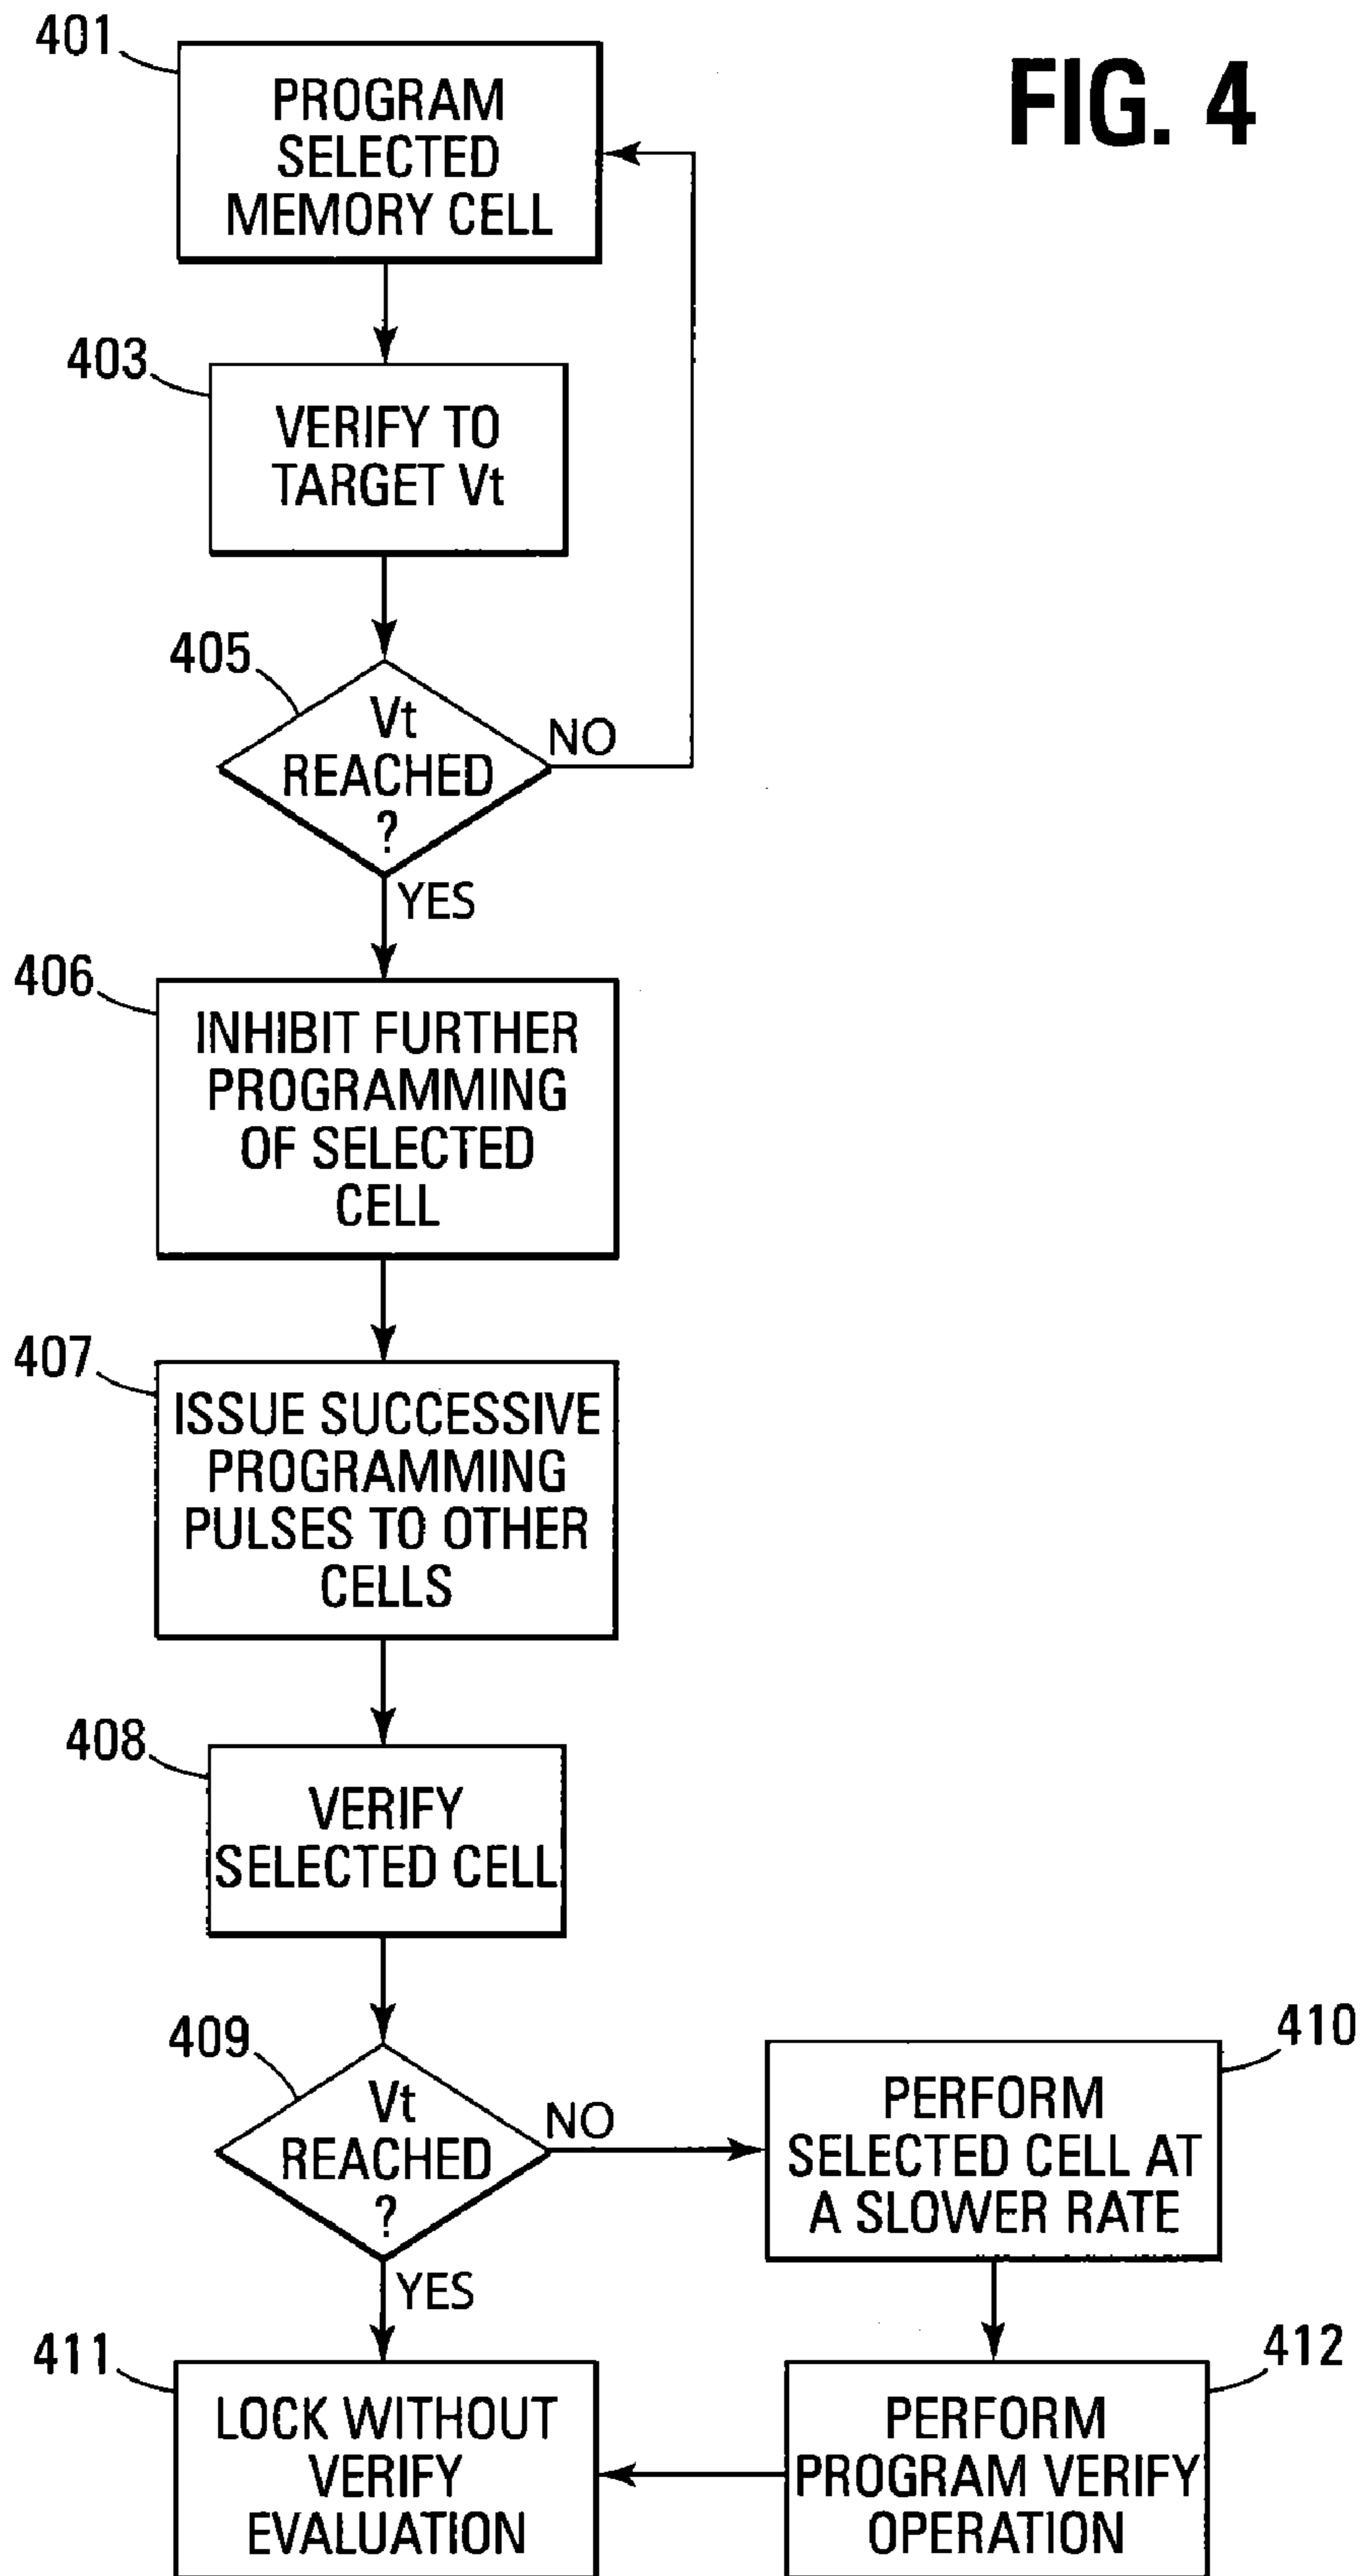 FIG. 4
401
PROGRAM
SELECTED
MEMORY CELL
403
VERIFY TO
TARGET Vt
405
Vt
REACHED
?
NO
YES
406
INHIBIT FURTHER
PROGRAMMING
OF SELECTED
CELL
407
ISSUE SUCCESSIVE
PROGRAMMING
PULSES TO OTHER
CELLS
408
VERIFY
SELECTED CELL
409
Vt
REACHED
?
NO
YES
410
PERFORM
SELECTED CELL AT
A SLOWER RATE
411
LOCK WITHOUT
VERIFY
EVALUATION
412
PERFORM
PROGRAM VERIFY
OPERATION